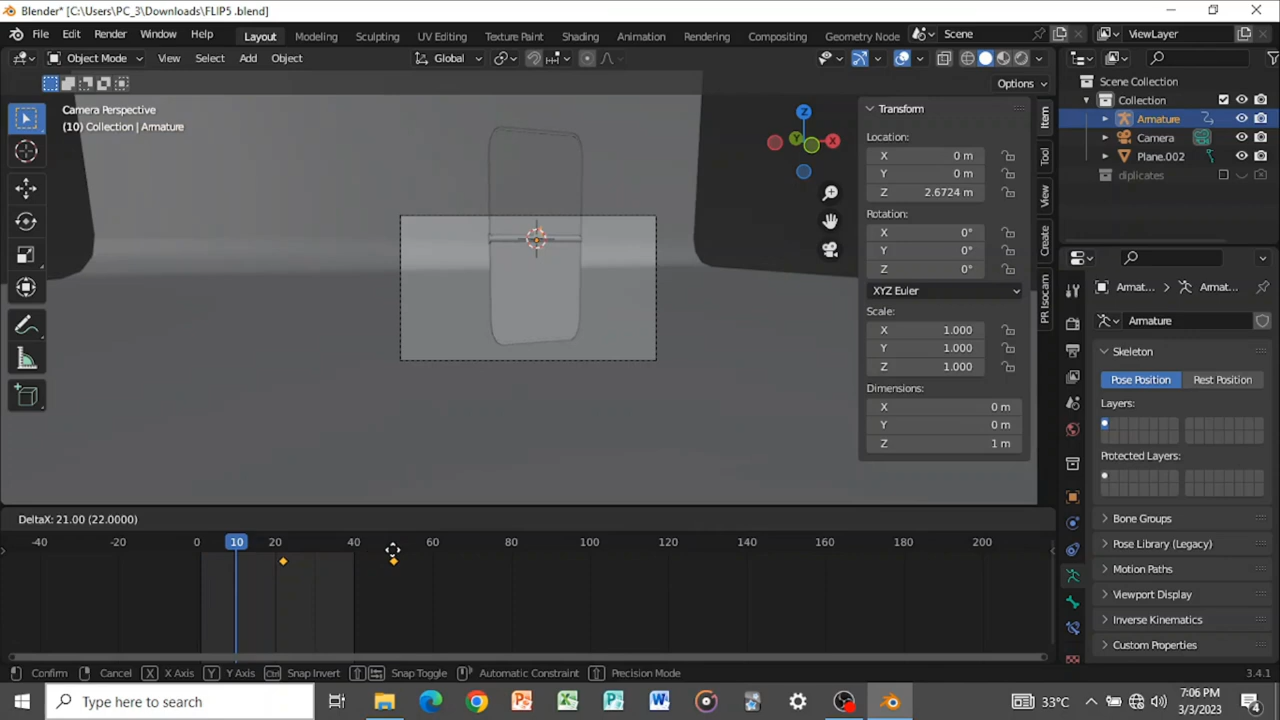 Blender* [C:\Users\PC_3\Downloads\FLIP5 .blend]
File Edit Render Window Help Layout Modeling Sculpting UV Editing Texture Paint Shading Animation Rendering Compositing Geometry Node Scene ViewLayer
Object Mode View Select Add Object Global
Options
Camera Perspective
(10) Collection | Armature
Transform
Location:
X 0 m
Y 0 m
Z 2.6724 m
Rotation:
X 0°
Y 0°
Z 0°
XYZ Euler
Scale:
X 1.000
Y 1.000
Z 1.000
Dimensions:
X 0 m
Y 0 m
Z 1 m
Item
Tool
View
Create
PR Isocam
Z
X
Y
Scene Collection
Collection
Armature
Camera
Plane.002
diplicates
Armat... Armat...
Armature
Skeleton
Pose Position Rest Position
Layers:
Protected Layers:
Bone Groups
Pose Library (Legacy)
Motion Paths
Viewport Display
Inverse Kinematics
Custom Properties
DeltaX: 21.00 (22.0000)
-40 -20 0 10 20 40 60 80 100 120 140 160 180 200
Confirm Cancel X X Axis Y Y Axis Ctrl Snap Invert Snap Toggle Automatic Constraint Precision Mode 3.4.1
Type here to search
33°C
7:06 PM
3/3/2023
4